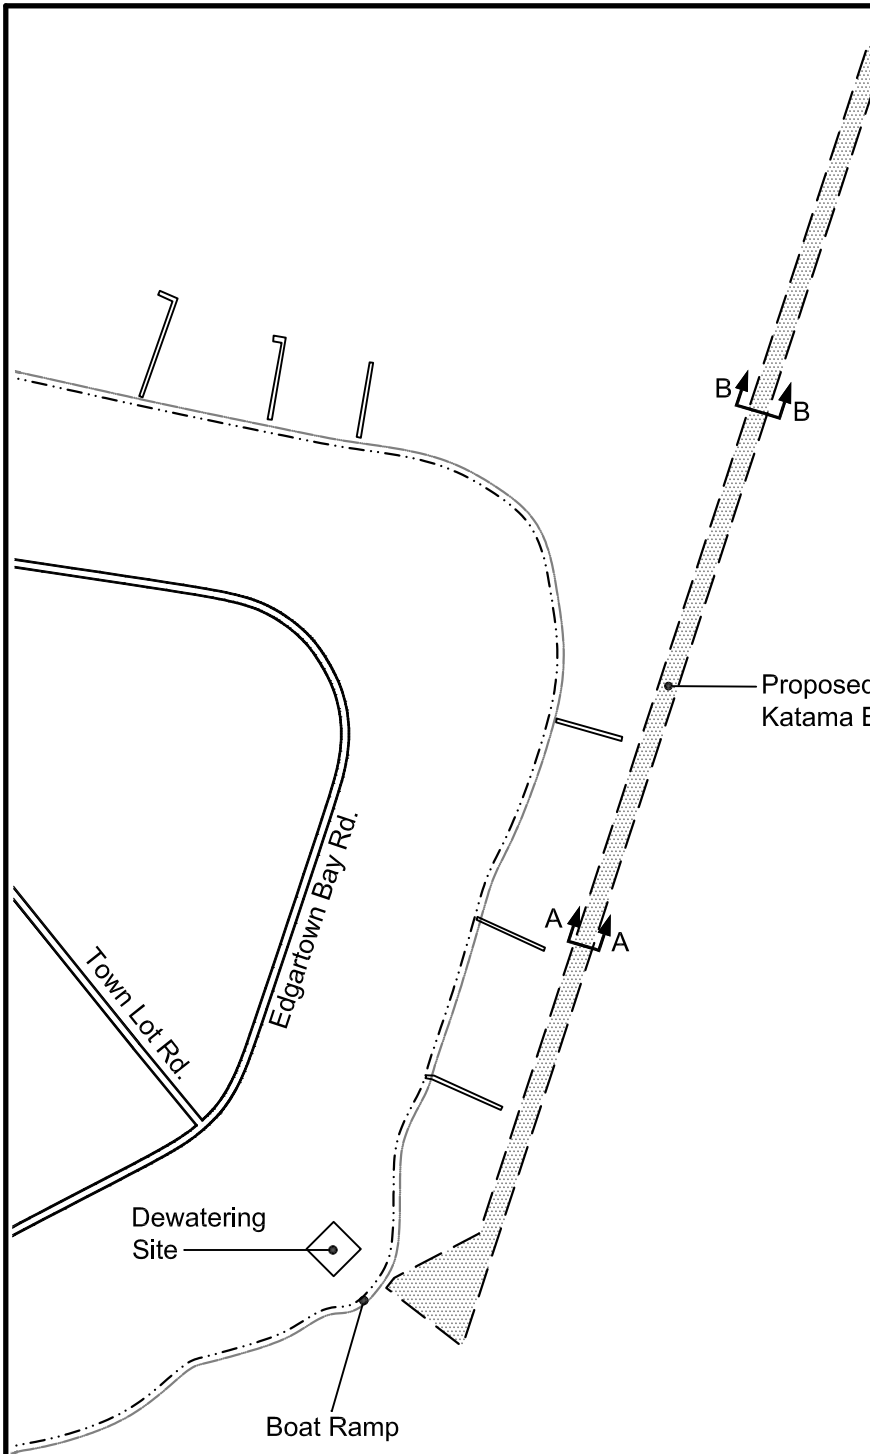 B
B
Proposed
Katama B
A
A
Edgartown Bay Rd.
Town Lot Rd.
Dewatering
Site
Boat Ramp